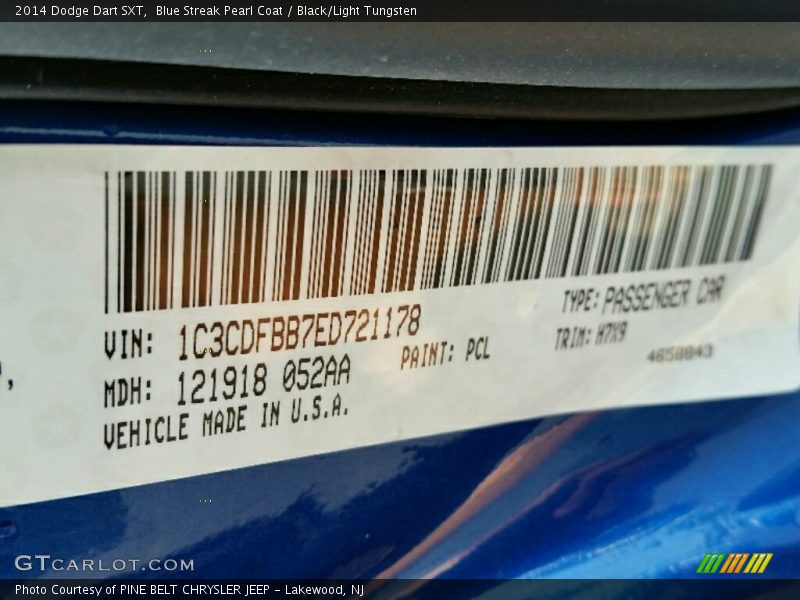 2014 Dodge Dart SXT,  Blue Streak Pearl Coat / Black/Light Tungsten
VIN: 1C3CDFBB7ED721178
TYPE: PASSENGER CAR
MDH: 121918 052AA
PAINT: PCL
TRIM: H7X9
4658843
VEHICLE MADE IN U.S.A.
GTCARLOT.COM
Photo Courtesy of PINE BELT CHRYSLER JEEP – Lakewood, NJ